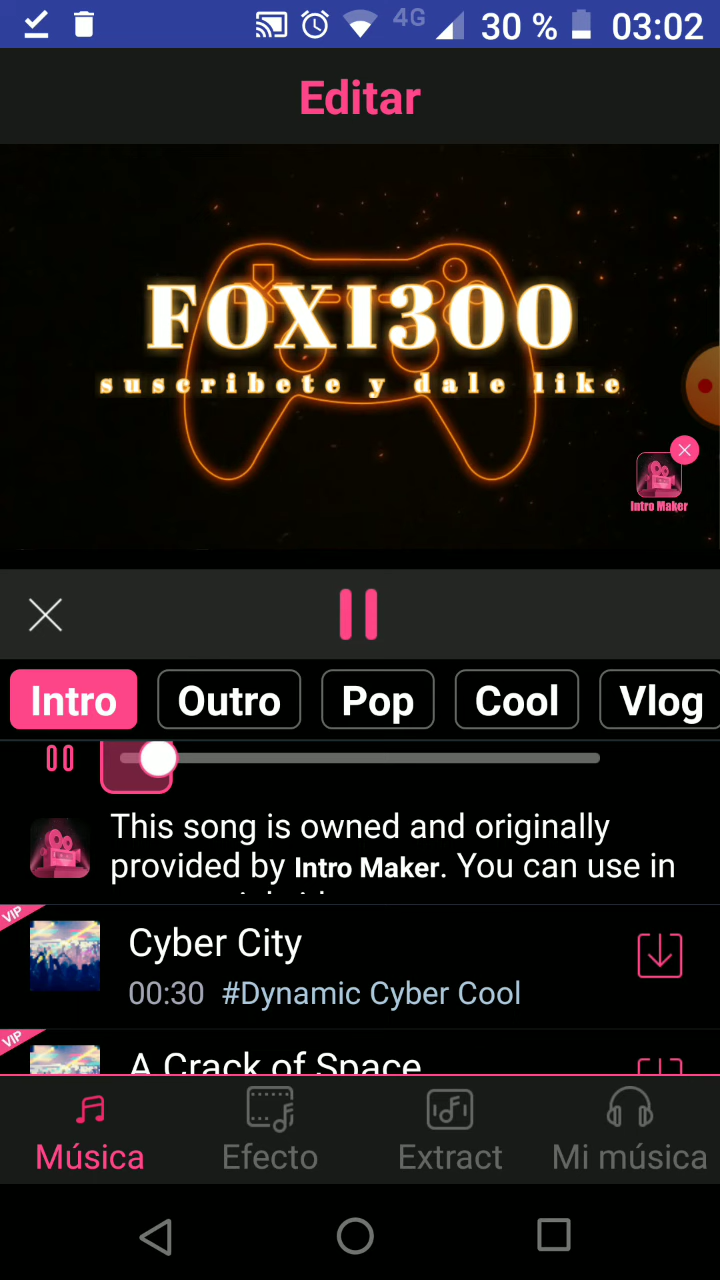 4G 30 % 03:02
Editar
FOXI300
suscribete y dale like
Intro Maker
Intro Outro Pop Cool Vlog
This song is owned and originally
provided by Intro Maker. You can use in
VIP
Cyber City
00:30 #Dynamic Cyber Cool
VIP
A Crack of Space
Música Efecto Extract Mi música